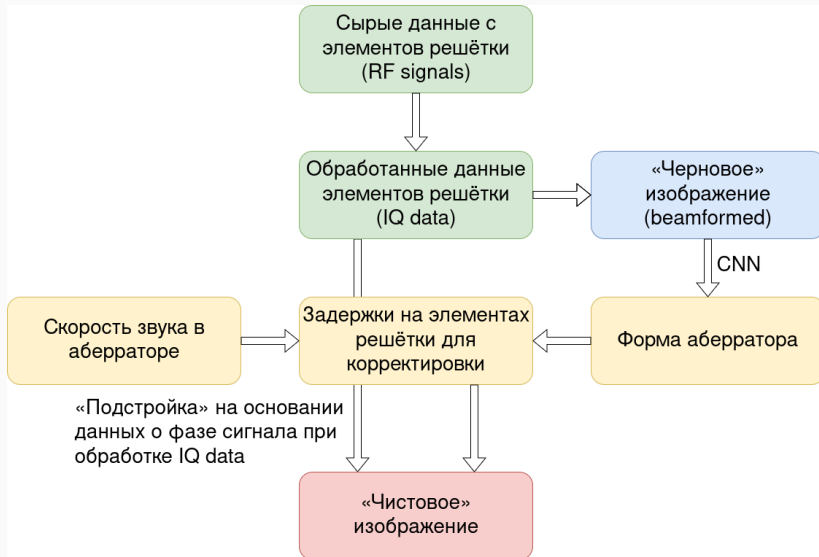 Сырые данные с
элементов решётки
(RF signals)
Обработанные данные
элементов решётки
(IQ data)
«Черновое»
изображение
(beamformed)
CNN
Скорость звука в
аберраторе
Задержки на элементах
решётки для
корректировки
Форма аберратора
«Подстройка» на основании
данных о фазе сигнала при
обработке IQ data
«Чистовое»
изображение